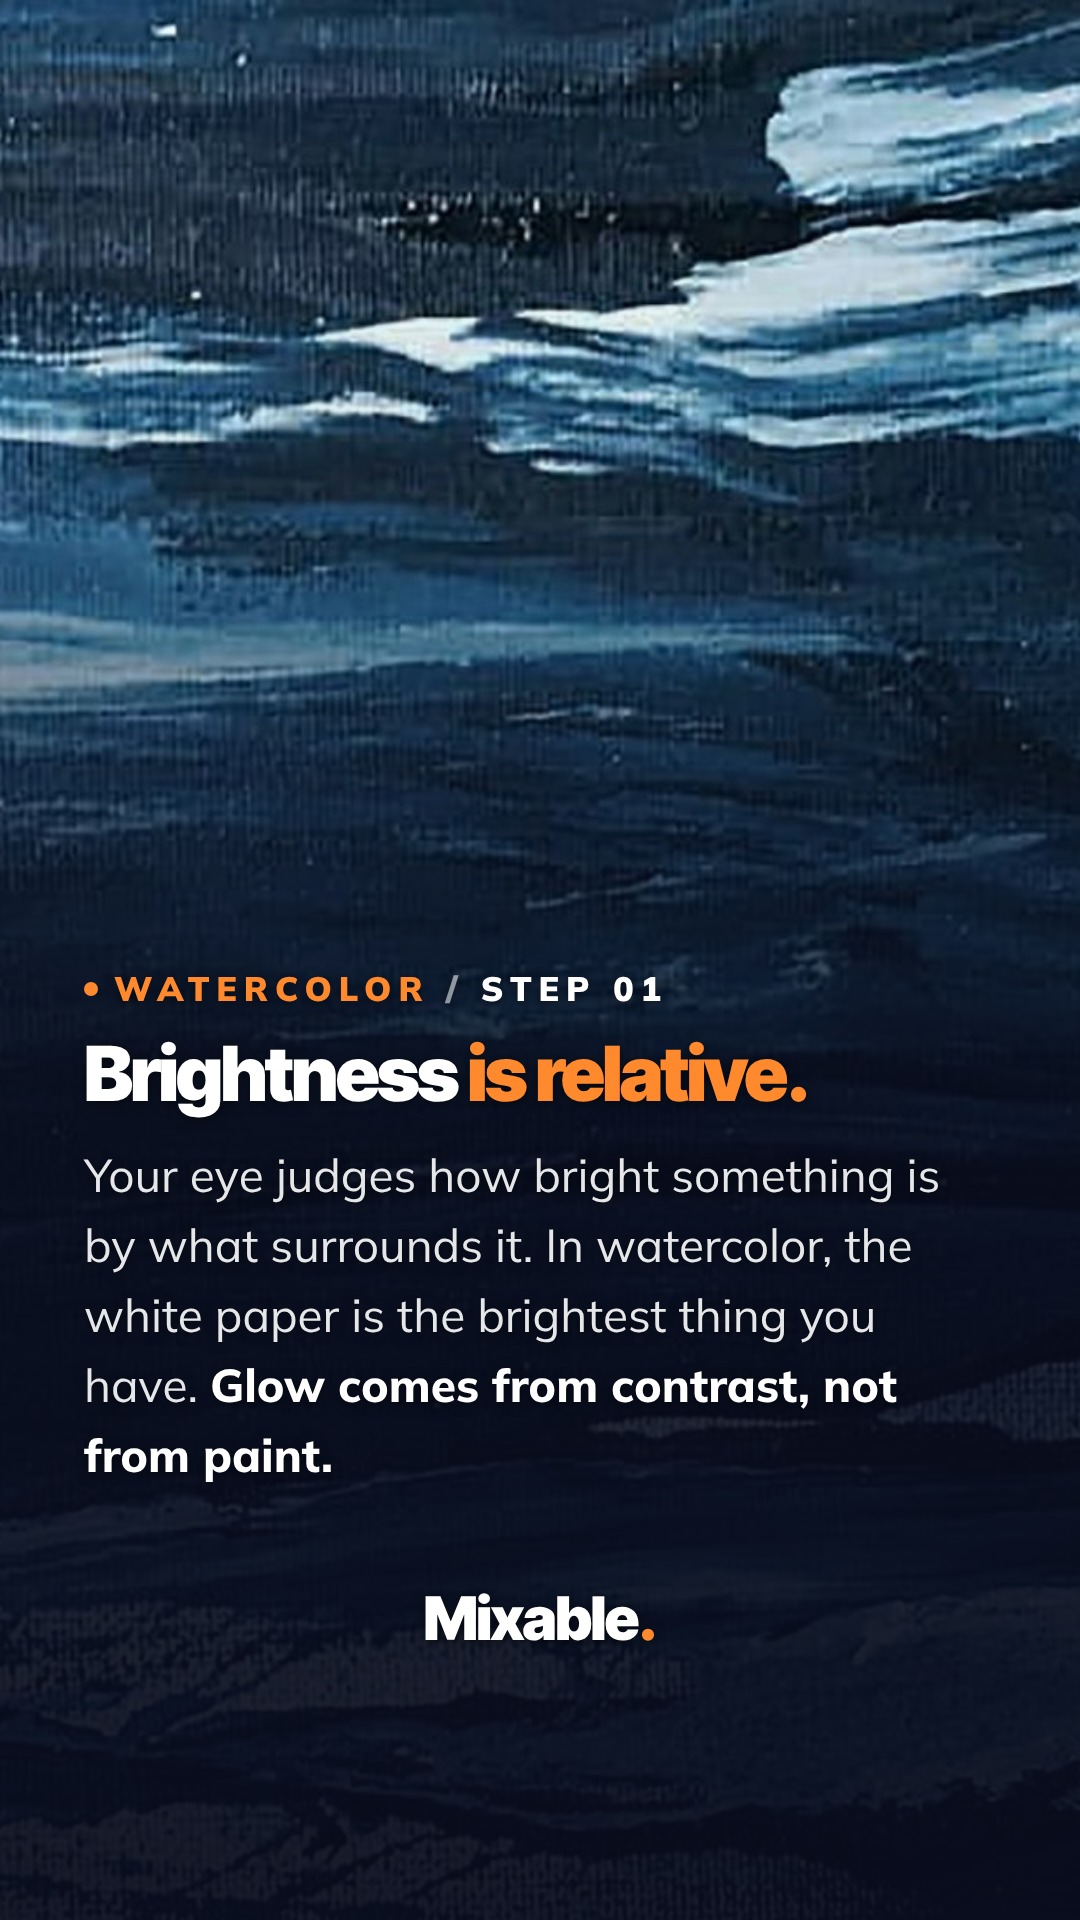 • WATERCOLOR / STEP 01
Brightness is relative.
Your eye judges how bright something is
by what surrounds it. In watercolor, the
white paper is the brightest thing you
have. Glow comes from contrast, not
from paint.
Mixable.